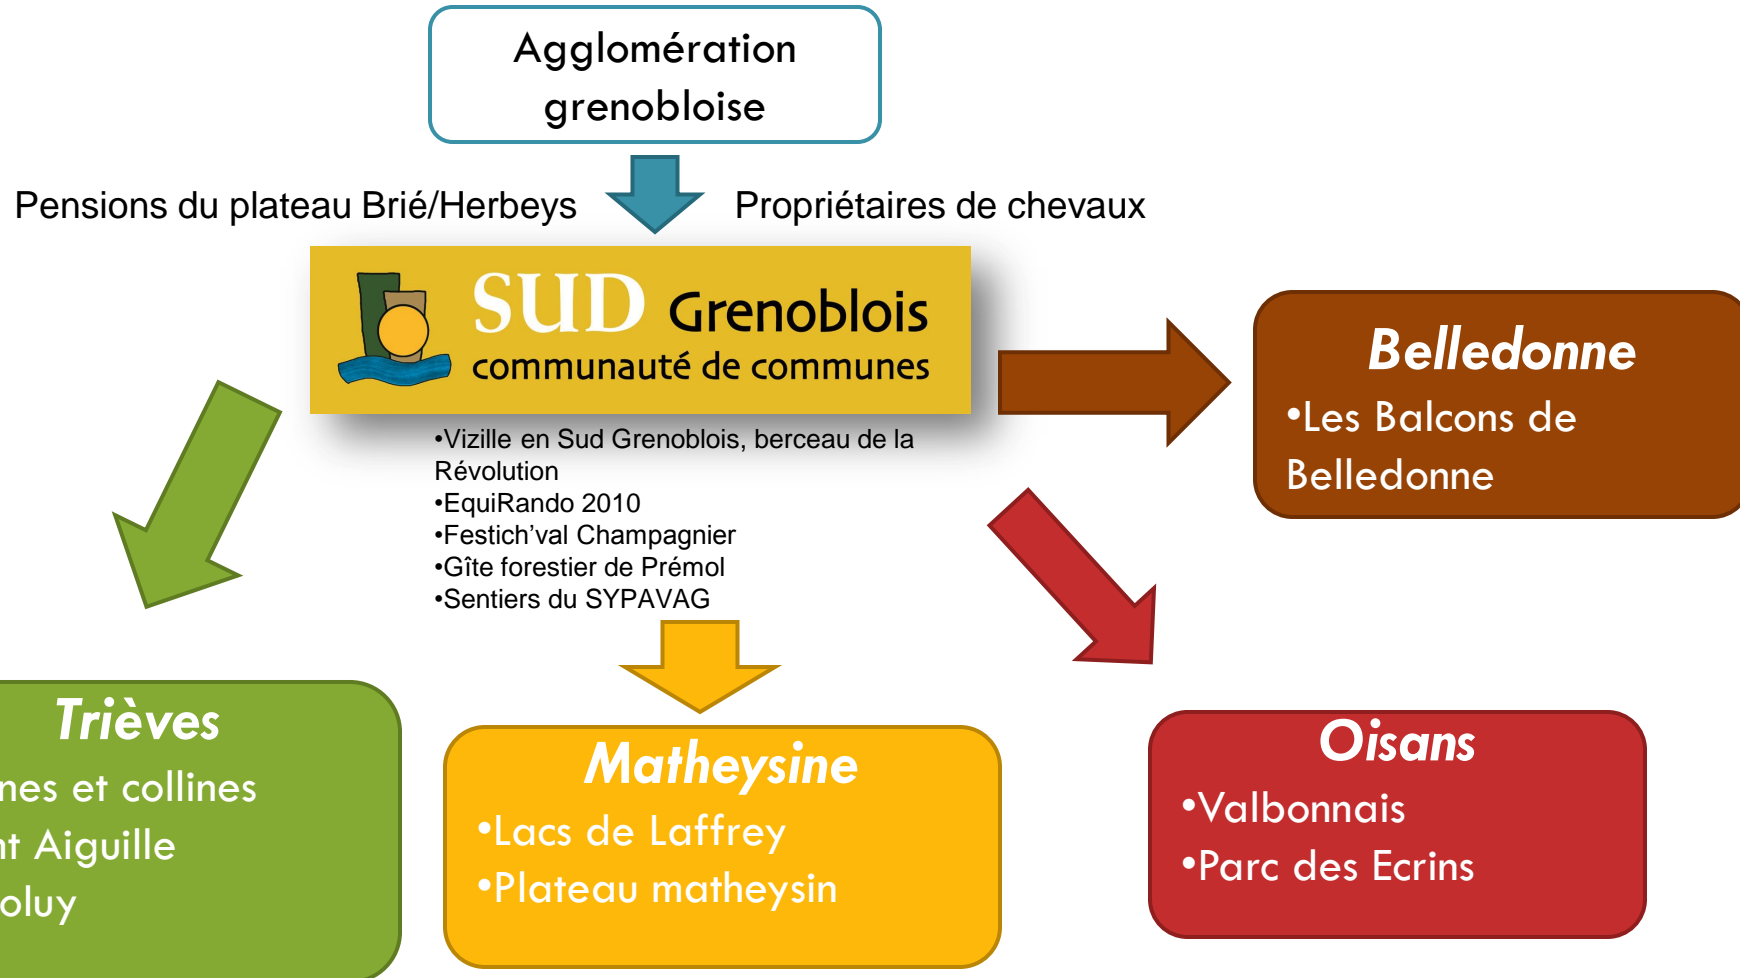 Agglomération
grenobloise
Pensions du plateau Brié/Herbeys
Propriétaires de chevaux
SUD Grenoblois
communauté de communes
•Vizille en Sud Grenoblois, berceau de la
Révolution
•EquiRando 2010
•Festich’val Champagnier
•Gîte forestier de Prémol
•Sentiers du SYPAVAG
Belledonne
•Les Balcons de
Belledonne
Trièves
et collines
Aiguille
Matheysine
•Lacs de Laffrey
•Plateau matheysin
Oisans
•Valbonnais
•Parc des Ecrins